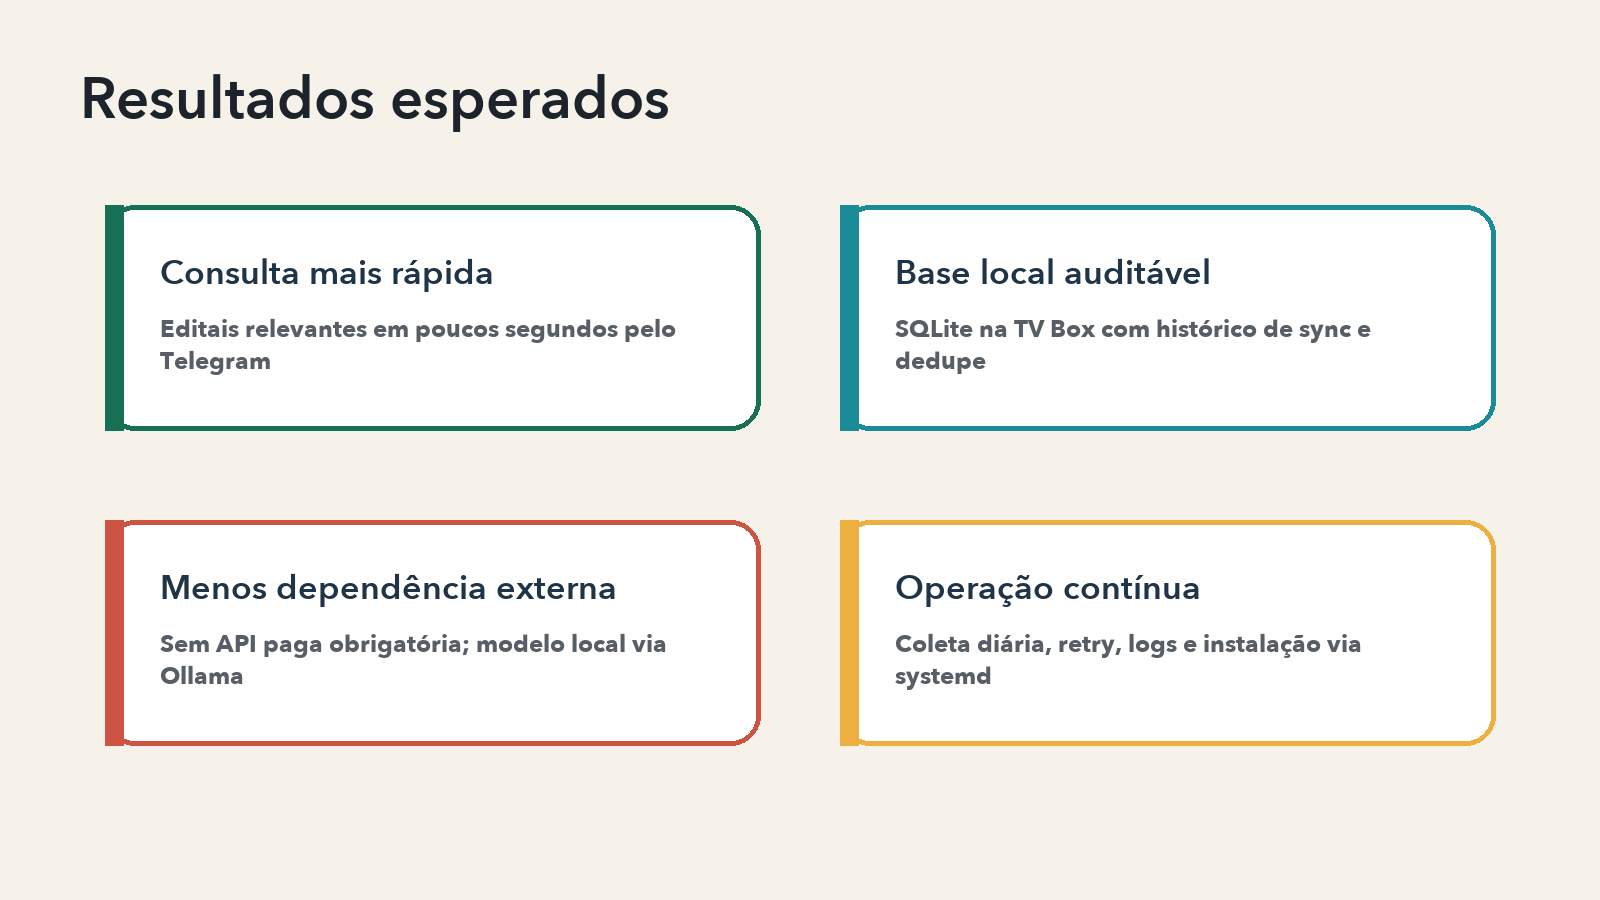 Resultados esperados
Consulta mais rápida
Editais relevantes em poucos segundos pelo
Telegram
Base local auditável
SQLite na TV Box com histórico de sync e
dedupe
Menos dependência externa
Sem API paga obrigatória; modelo local via
Ollama
Operação contínua
Coleta diária, retry, logs e instalação via
systemd